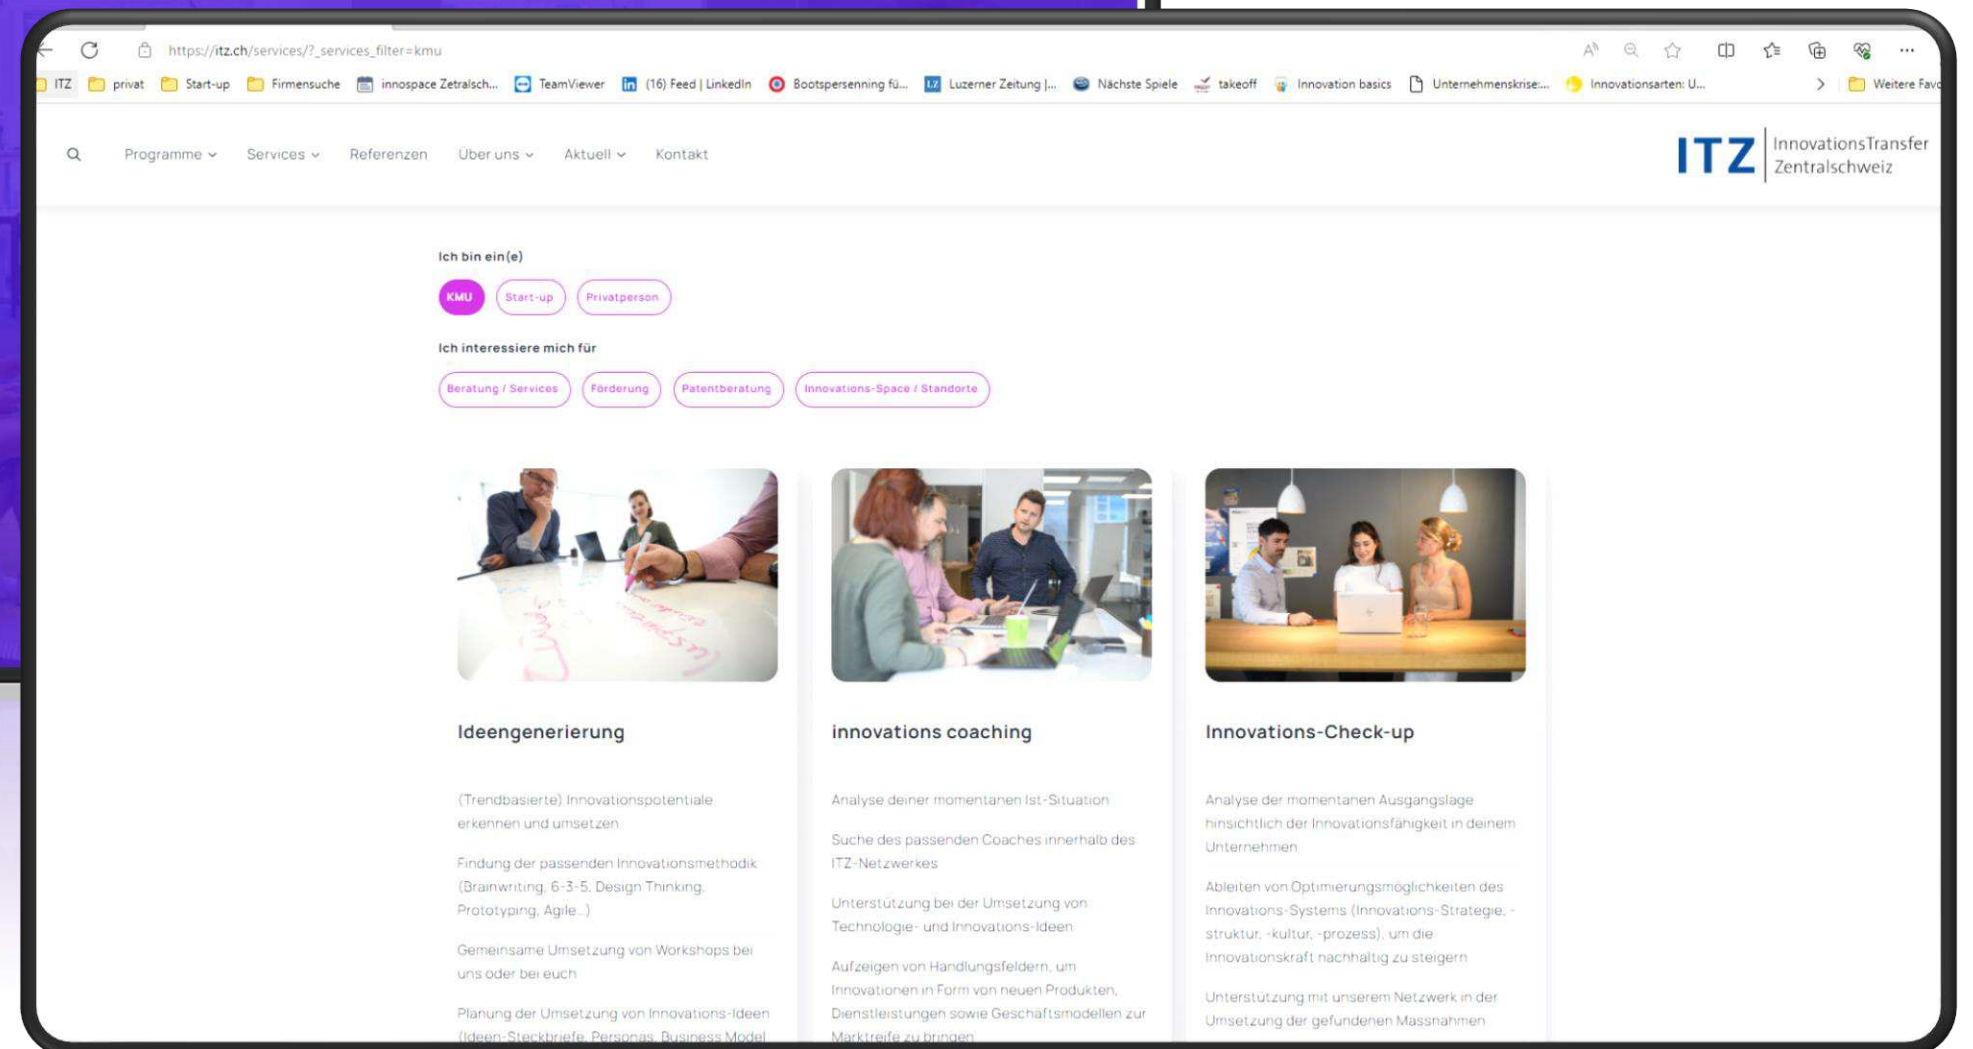 https://itz.ch/services/?_services_filter=kmu
ITZ privat Start-up Firmensuche innospace Zetralsch... TeamViewer (16) Feed | LinkedIn Bootspersenning fü... Luzerner Zeitung |... Nächste Spiele takeoff Innovation basics Unternehmenskrise:... Innovationsarten: U... Weitere Favo
Programme Services Referenzen Über uns Aktuell Kontakt
ITZ InnovationsTransfer
Zentralschweiz
Ich bin ein(e)
KMU Start-up Privatperson
Ich interessiere mich für
Beratung / Services Förderung Patentberatung Innovations-Space / Standorte
Ideengenerierung
(Trendbasierte) Innovationspotentiale
erkennen und umsetzen
Findung der passenden Innovationsmethodik
(Brainwriting, 6-3-5, Design Thinking,
Prototyping, Agile…)
Gemeinsame Umsetzung von Workshops bei
uns oder bei euch
Planung der Umsetzung von Innovations-Ideen
(Ideen-Steckbriefe, Personas, Business Model
innovations coaching
Analyse deiner momentanen Ist-Situation
Suche des passenden Coaches innerhalb des
ITZ-Netzwerkes
Unterstützung bei der Umsetzung von
Technologie- und Innovations-Ideen
Aufzeigen von Handlungsfeldern, um
Innovationen in Form von neuen Produkten,
Dienstleistungen sowie Geschäftsmodellen zur
Marktreife zu bringen
Innovations-Check-up
Analyse der momentanen Ausgangslage
hinsichtlich der Innovationsfähigkeit in deinem
Unternehmen
Ableiten von Optimierungsmöglichkeiten des
Innovations-Systems (Innovations-Strategie, -
struktur, -kultur, -prozess), um die
Innovationskraft nachhaltig zu steigern
Unterstützung mit unserem Netzwerk in der
Umsetzung der gefundenen Massnahmen